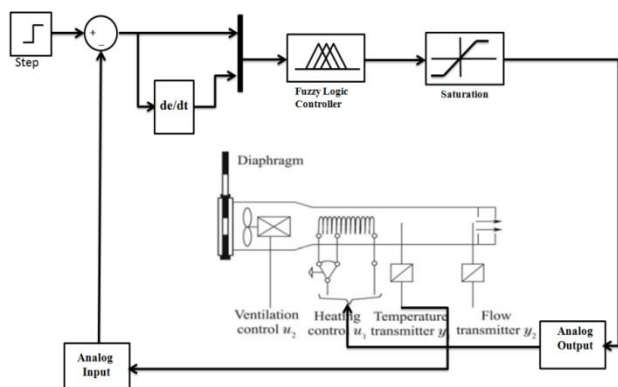 +
−
Step
de/dt
Fuzzy Logic
Controller
Saturation
Diaphragm
Ventilation
control u₂
Heating
control u₁
Temperature
transmitter y₁
Flow
transmitter y₂
Analog
Input
Analog
Output